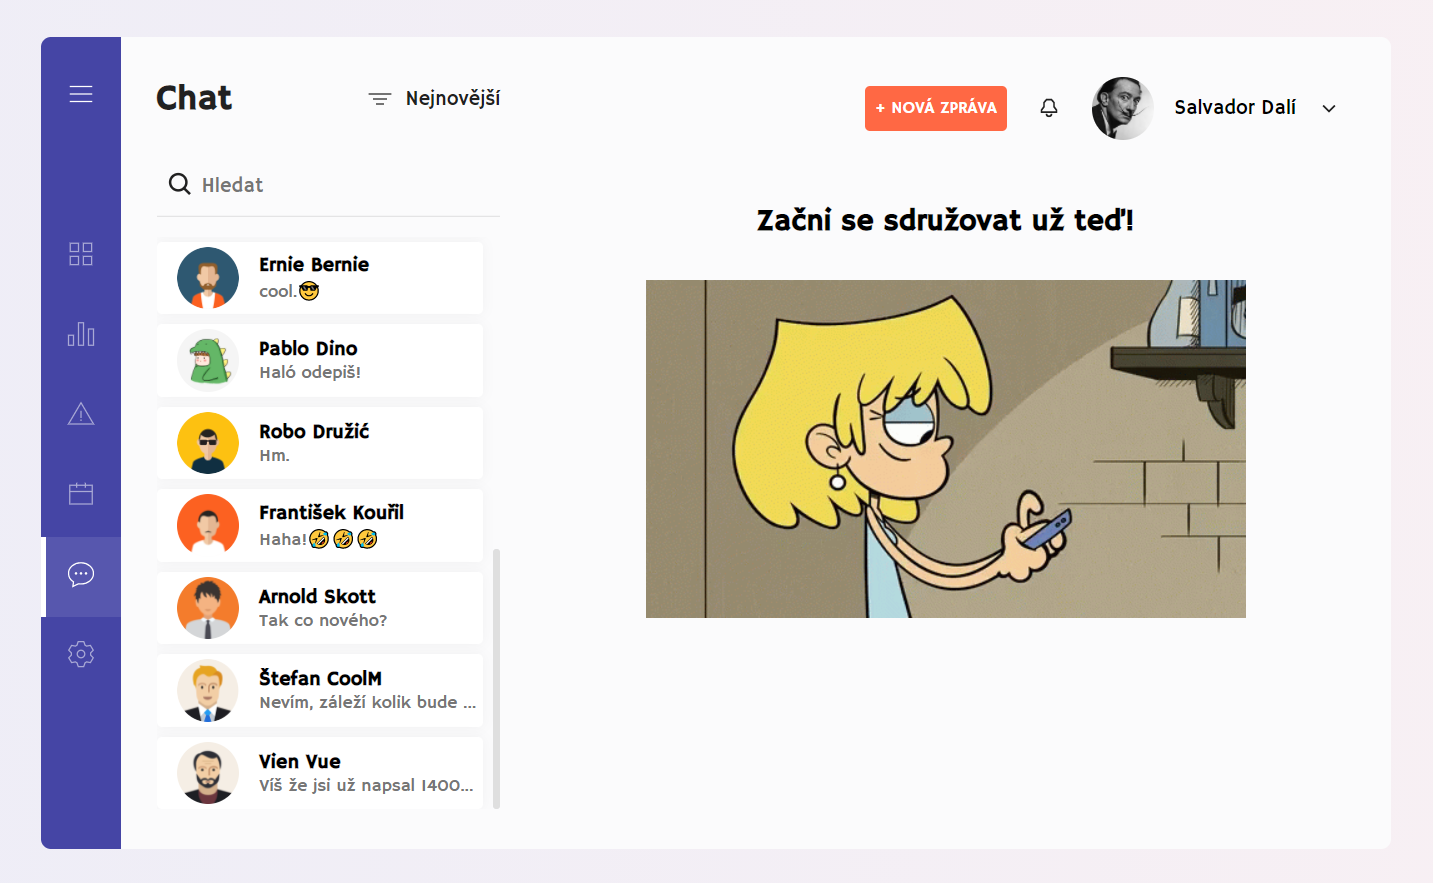 Chat
Nejnovější
+ NOVÁ ZPRÁVA
Salvador Dalí
Hledat
Ernie Bernie
cool.😎
Pablo Dino
Haló odepiš!
Robo Družić
Hm.
František Kouřil
Haha!🤣🤣🤣
Arnold Skott
Tak co nového?
Štefan CoolM
Nevím, záleží kolik bude ...
Vien Vue
Víš že jsi už napsal 1400...
Začni se sdružovat už teď!